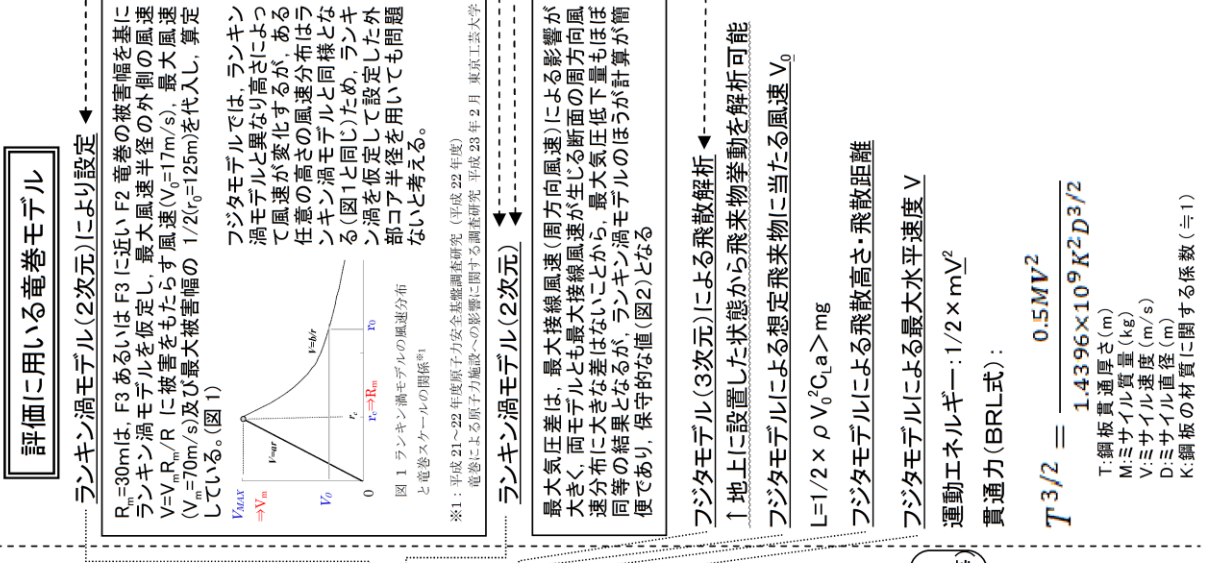 評価に用いる竜巻モデル
ランキン渦モデル(2次元)により設定
R_m=30mは, F3 あるいは F3 に近い F2 竜巻の被害幅を基に
ランキン渦モデルを仮定し, 最大風速半径の外側の風速
V=V_mR_m/R に被害をもたらす風速(V_0=17m/s), 最大風速
(V_m=70m/s)及び最大被害幅の 1/2(r_0=125m)を代入し, 算定
している。(図1)
V_MAX
⇒V_m
V_0
0
V=ar
V=b/r
r_c
r_c⇒R_m
r_0
図 1 ランキン渦モデルの風速分布
と竜巻スケールの関係※1
フジタモデルでは, ランキン
渦モデルと異なり高さによっ
て風速が変化するが, ある
任意の高さの風速分布はラ
ンキン渦モデルと同様とな
る(図1と同じ)ため, ランキ
ン渦を仮定して設定した外
部コア半径を用いても問題
ないと考える。
※1:平成 21～22 年度原子力安全基盤調査研究(平成 22 年度)
竜巻による原子力施設への影響に関する調査研究 平成 23 年 2 月 東京工芸大学
ランキン渦モデル(2次元)
最大気圧差は, 最大接線風速(周方向風速)による影響が
大きく, 両モデルとも最大接線風速が生じる断面の周方向風
速分布に大きな差はないことから, 最大気圧低下量もほぼ
同等の結果となるが, ランキン渦モデルのほうが計算が簡
便であり, 保守的な値(図2)となる
フジタモデル(3次元)による飛散解析
↑地上に設置した状態から飛来物挙動を解析可能
フジタモデルによる想定飛来物に当たる風速 V_0
L=1/2×ρV_0²C_La>mg
フジタモデルによる飛散高さ・飛散距離
フジタモデルによる最大水平速度 V
運動エネルギー:1/2×mV²
貫通力(BRL式):
T^3/2 = 0.5MV² / 1.4396×10⁹K²D^3/2
T:鋼板貫通厚さ(m)
M:ミサイル質量(kg)
V:ミサイル速度(m/s)
D:ミサイル直径(m)
K:鋼板の材質に関する係数(≒1)